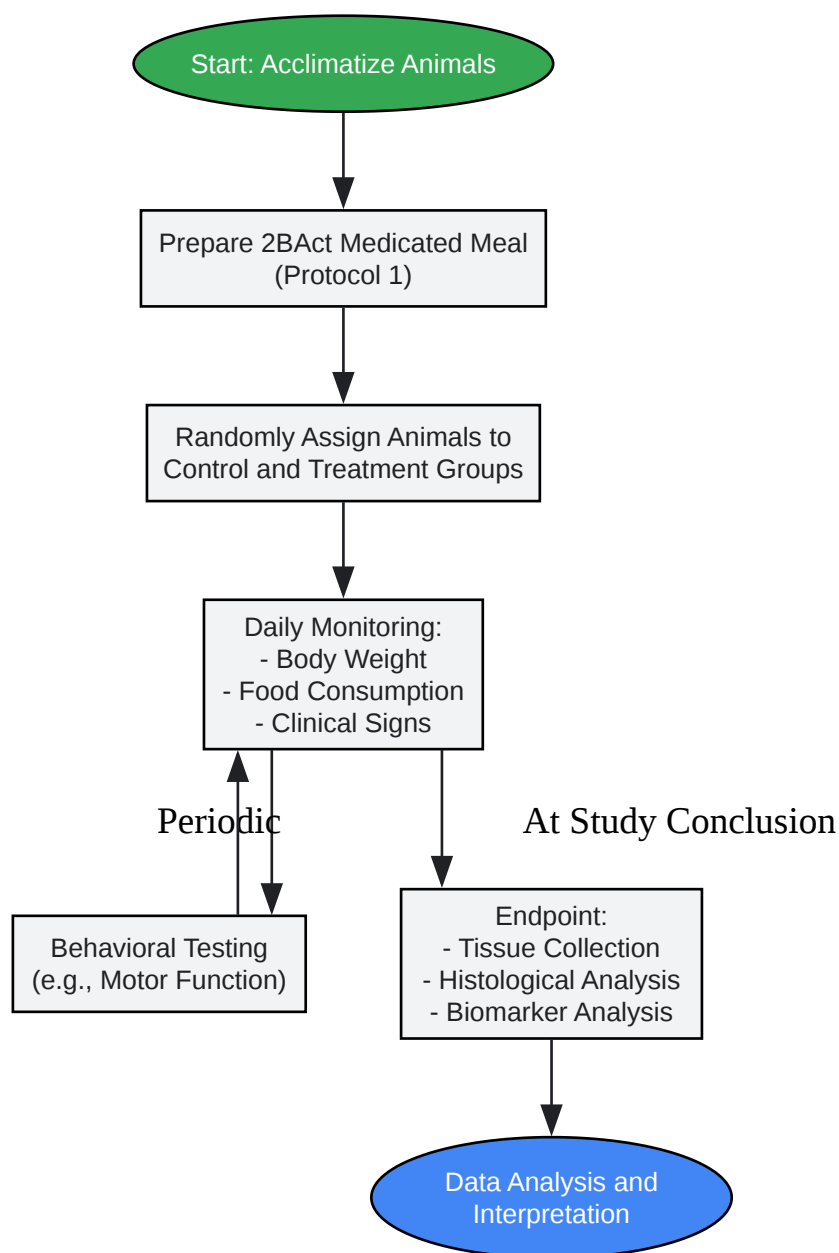 Start: Acclimatize Animals
Prepare 2BAct Medicated Meal
(Protocol 1)
Randomly Assign Animals to
Control and Treatment Groups
Daily Monitoring:
- Body Weight
- Food Consumption
- Clinical Signs
Periodic
At Study Conclusion
Behavioral Testing
(e.g., Motor Function)
Endpoint:
- Tissue Collection
- Histological Analysis
- Biomarker Analysis
Data Analysis and
Interpretation